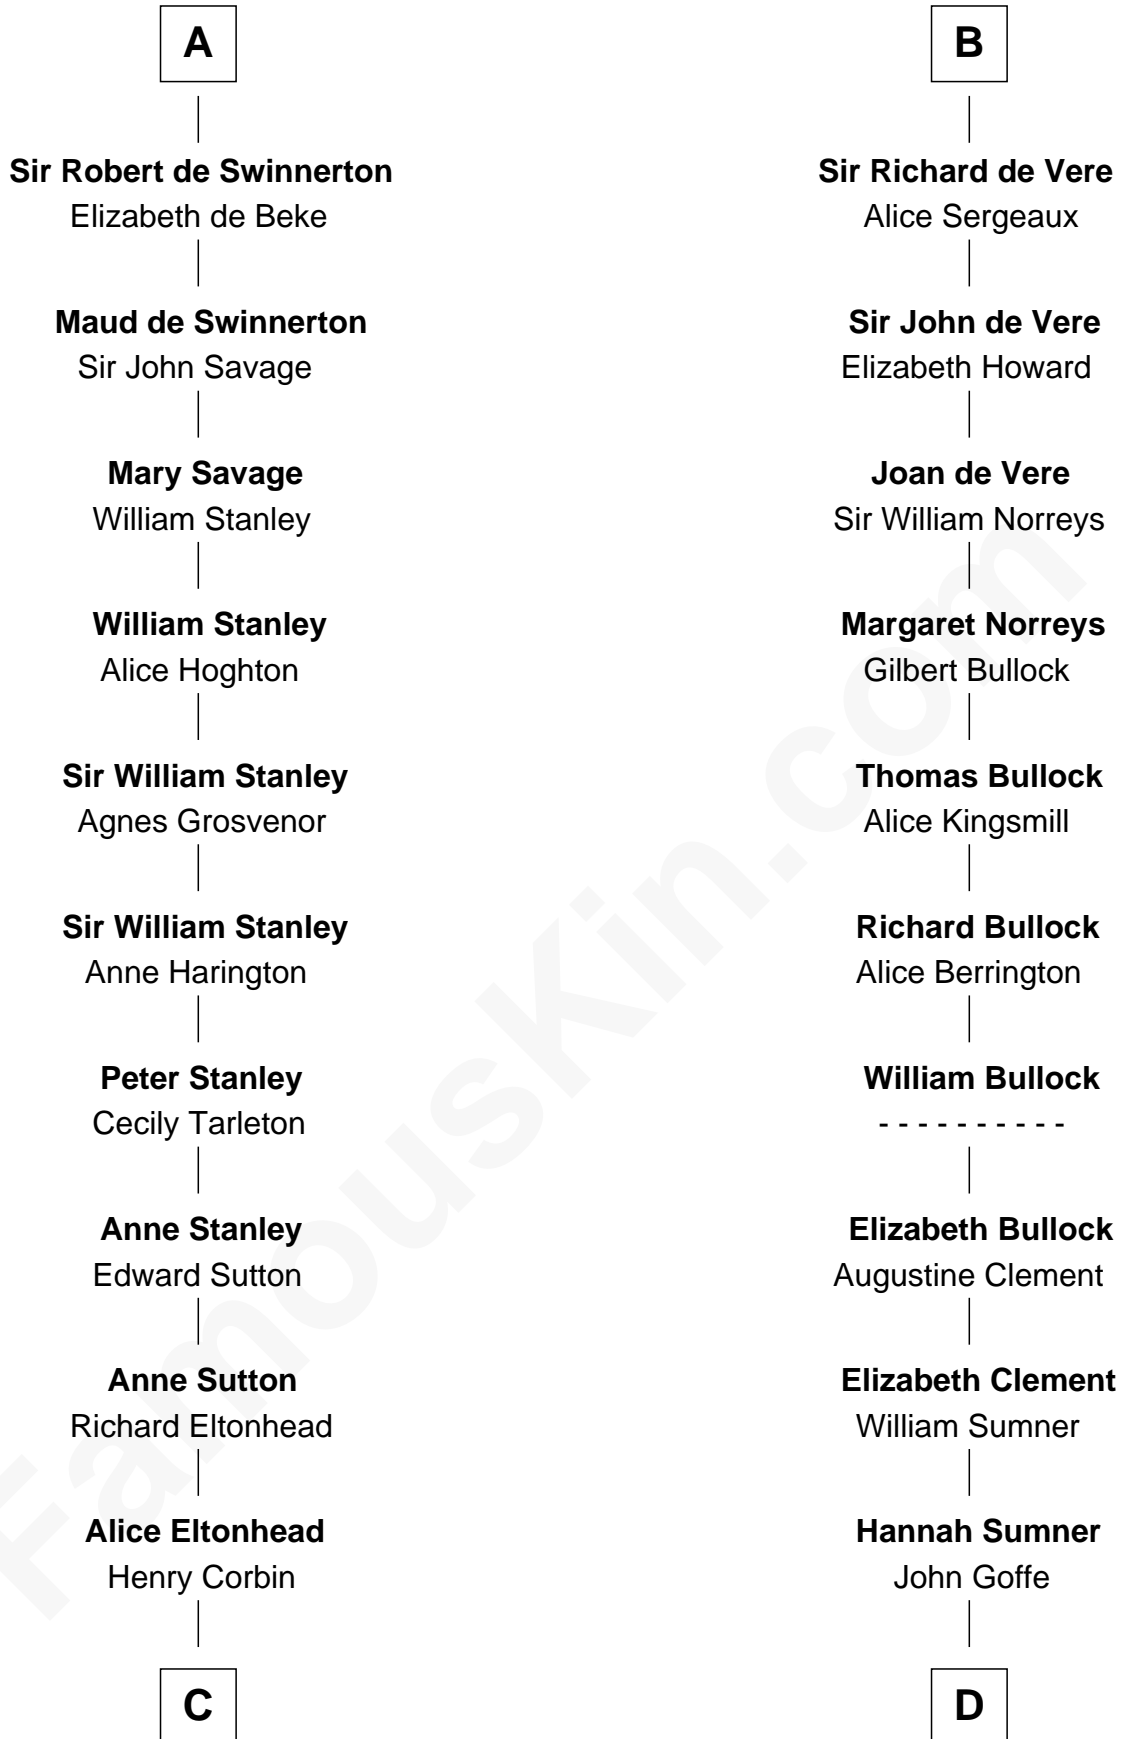 A
Sir Robert de Swinnerton
Elizabeth de Beke
Maud de Swinnerton
Sir John Savage
Mary Savage
William Stanley
William Stanley
Alice Hoghton
Sir William Stanley
Agnes Grosvenor
Sir William Stanley
Anne Harington
Peter Stanley
Cecily Tarleton
Anne Stanley
Edward Sutton
Anne Sutton
Richard Eltonhead
Alice Eltonhead
Henry Corbin
C
B
Sir Richard de Vere
Alice Sergeaux
Sir John de Vere
Elizabeth Howard
Joan de Vere
Sir William Norreys
Margaret Norreys
Gilbert Bullock
Thomas Bullock
Alice Kingsmill
Richard Bullock
Alice Berrington
William Bullock
- - - - - - - - - -
Elizabeth Bullock
Augustine Clement
Elizabeth Clement
William Sumner
Hannah Sumner
John Goffe
D
FamousKin.com